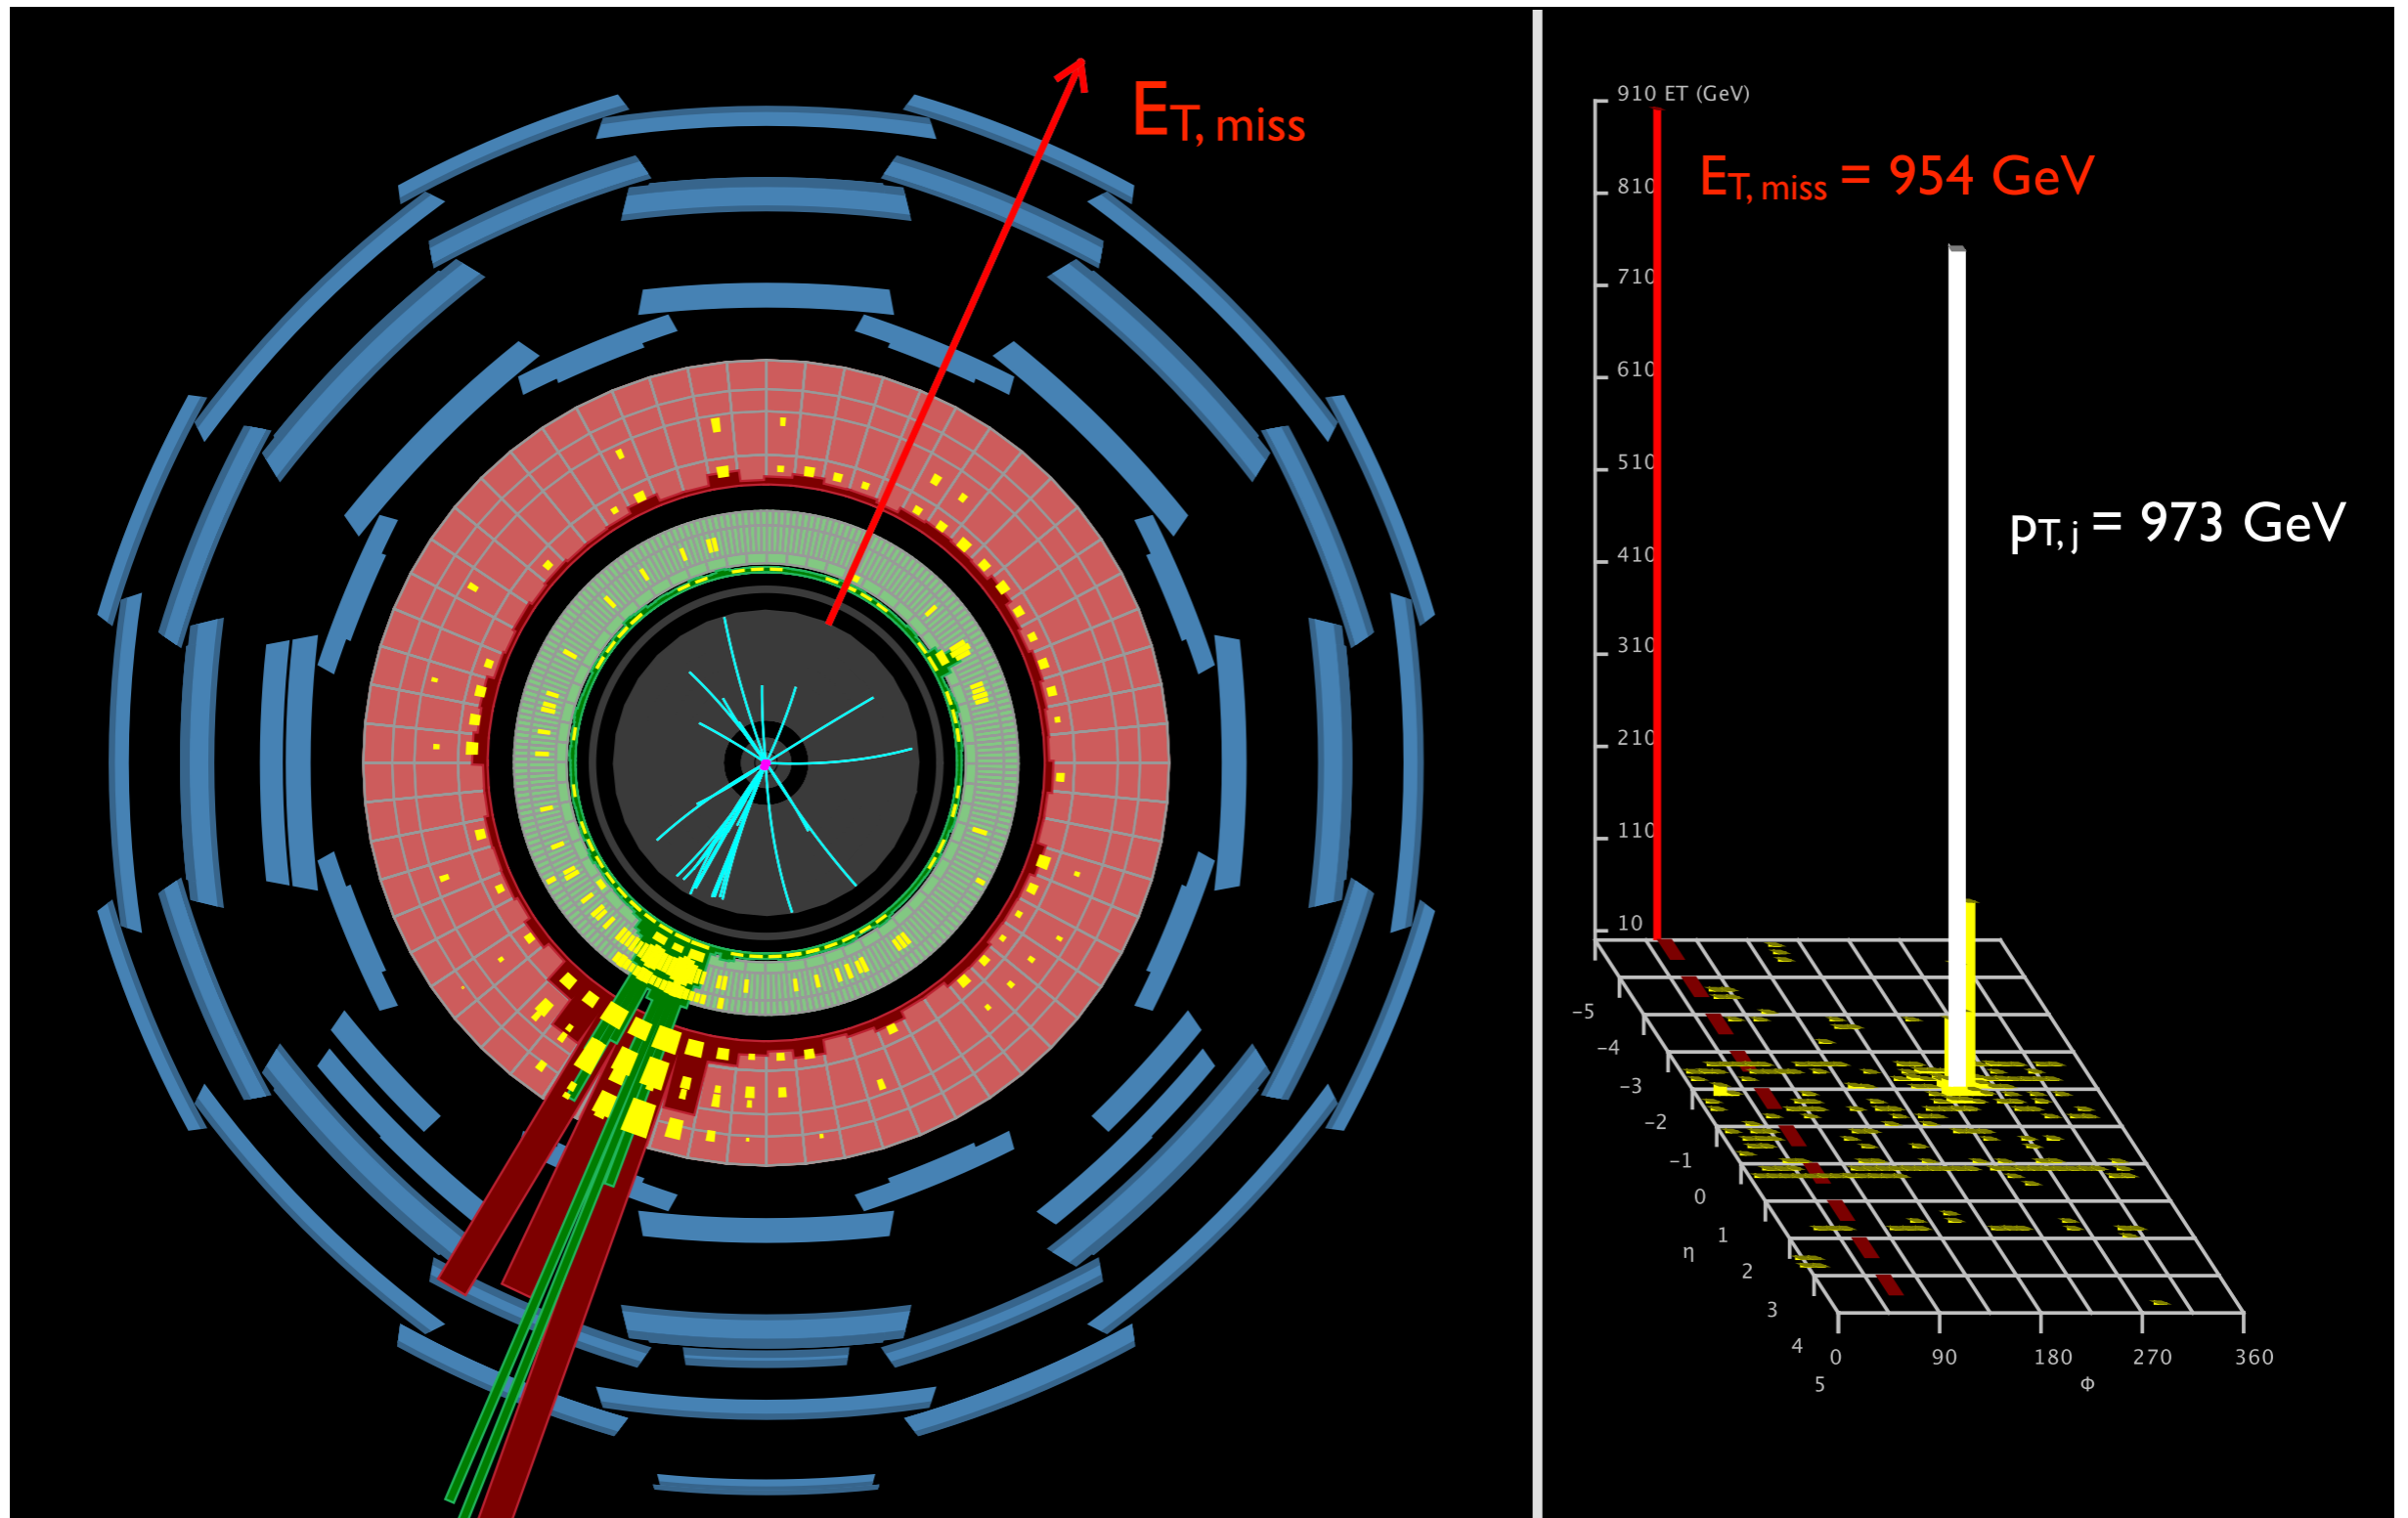 E_T, miss
910 ET (GeV)
E_T, miss = 954 GeV
810
710
610
p_T, j = 973 GeV
510
410
310
210
110
10
-5
-4
-3
-2
-1
0
1
η
2
3
4
5
0 90 180 270 360
Φ